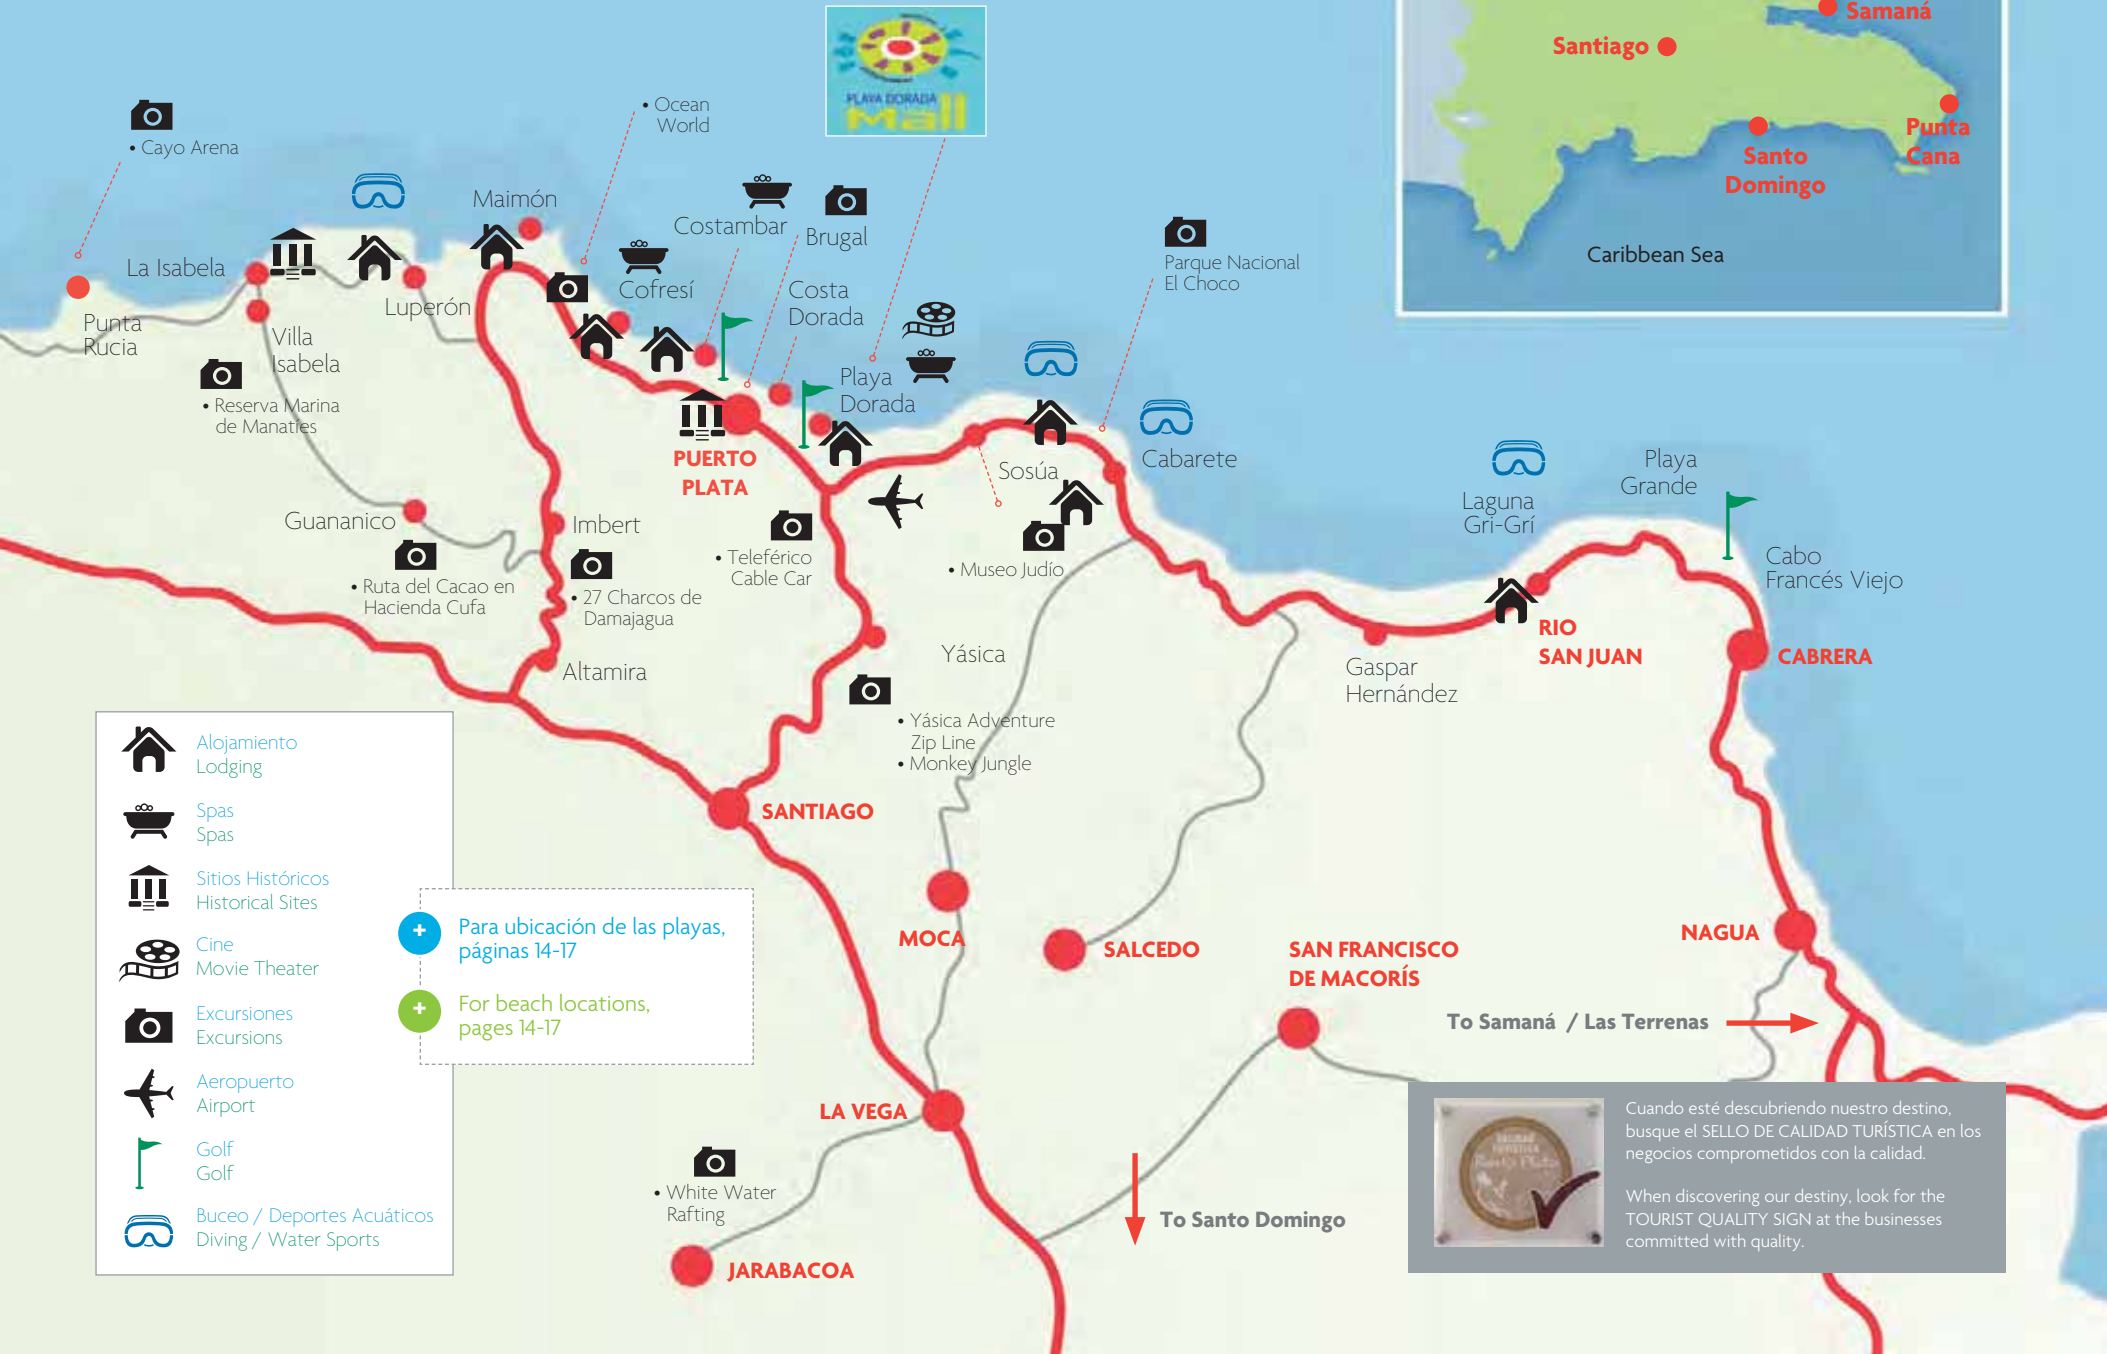 PLAYA DORADA
Mall
Samaná
Santiago
Punta
Cana
Santo
Domingo
Caribbean Sea
• Cayo Arena
• Ocean
World
Maimón
Costambar
Brugal
La Isabela
Luperón
Cofresí
Costa
Dorada
Parque Nacional
El Choco
Punta
Rucia
Villa
Isabela
Playa
Dorada
• Reserva Marina
de Manatíes
PUERTO
PLATA
Sosúa
Cabarete
Laguna
Gri-Grí
Playa
Grande
Guananico
Imbert
• Teleférico
Cable Car
• Museo Judío
Cabo
Francés Viejo
• Ruta del Cacao en
Hacienda Cufa
• 27 Charcos de
Damajagua
Altamira
Yásica
Gaspar
Hernández
RIO
SAN JUAN
CABRERA
• Yásica Adventure
Zip Line
• Monkey Jungle
SANTIAGO
MOCA
SALCEDO
SAN FRANCISCO
DE MACORÍS
NAGUA
To Samaná / Las Terrenas
LA VEGA
• White Water
Rafting
JARABACOA
To Santo Domingo
Alojamiento
Lodging
Spas
Spas
Sitios Históricos
Historical Sites
Cine
Movie Theater
Excursiones
Excursions
Aeropuerto
Airport
Golf
Golf
Buceo / Deportes Acuáticos
Diving / Water Sports
+ Para ubicación de las playas,
páginas 14-17
+ For beach locations,
pages 14-17
Cuando esté descubriendo nuestro destino,
busque el SELLO DE CALIDAD TURÍSTICA en los
negocios comprometidos con la calidad.
When discovering our destiny, look for the
TOURIST QUALITY SIGN at the businesses
committed with quality.